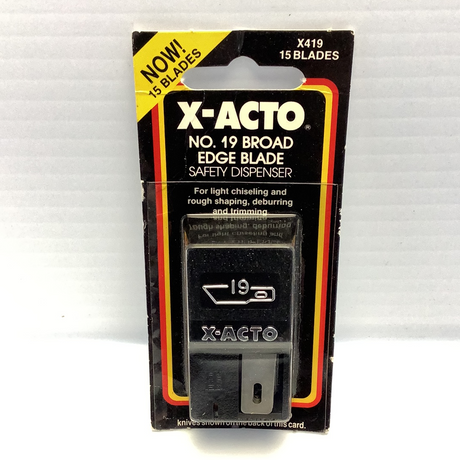 NOW!
15 BLADES
X419
15 BLADES
X-ACTO®
NO. 19 BROAD
EDGE BLADE
SAFETY DISPENSER
For light chiseling and
rough shaping, deburring
and trimming
19
X-ACTO
knives shown on the back of this card.